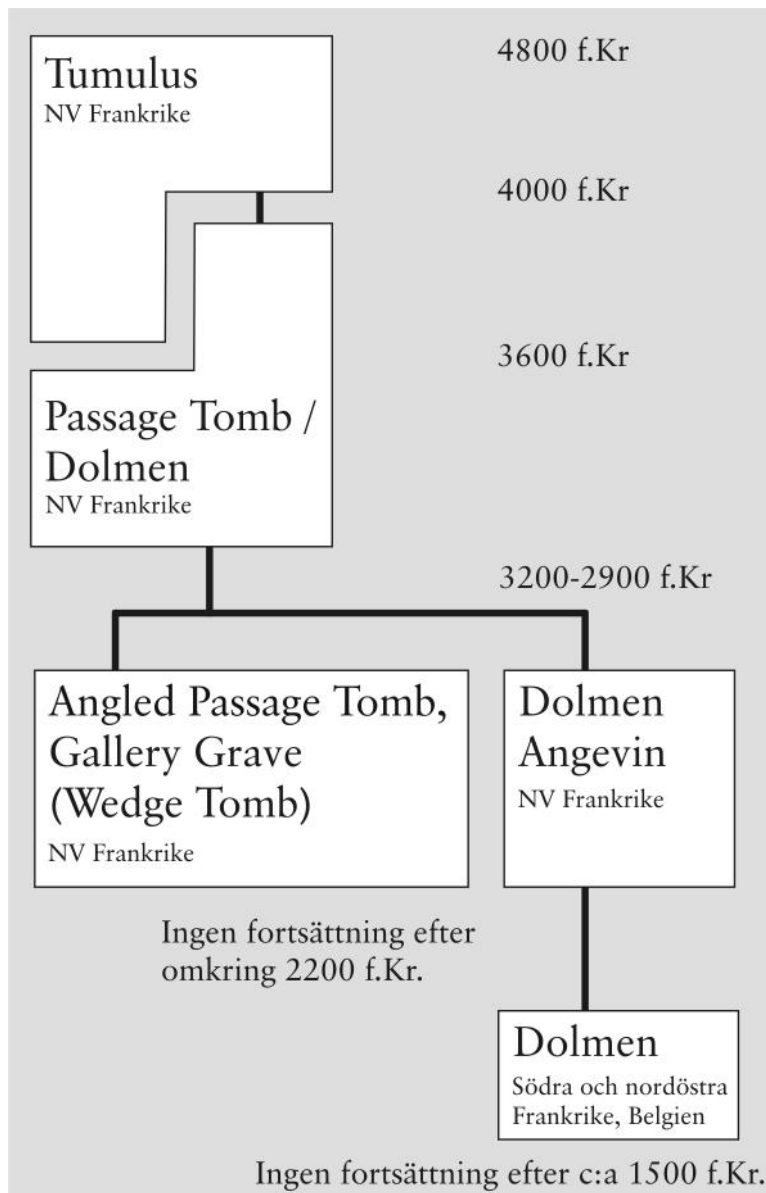 Tumulus
NV Frankrike
4800 f.Kr
4000 f.Kr
3600 f.Kr
Passage Tomb /
Dolmen
NV Frankrike
3200-2900 f.Kr
Angled Passage Tomb,
Gallery Grave
(Wedge Tomb)
NV Frankrike
Dolmen
Angevin
NV Frankrike
Ingen fortsättning efter
omkring 2200 f.Kr.
Dolmen
Södra och nordöstra
Frankrike, Belgien
Ingen fortsättning efter c:a 1500 f.Kr.